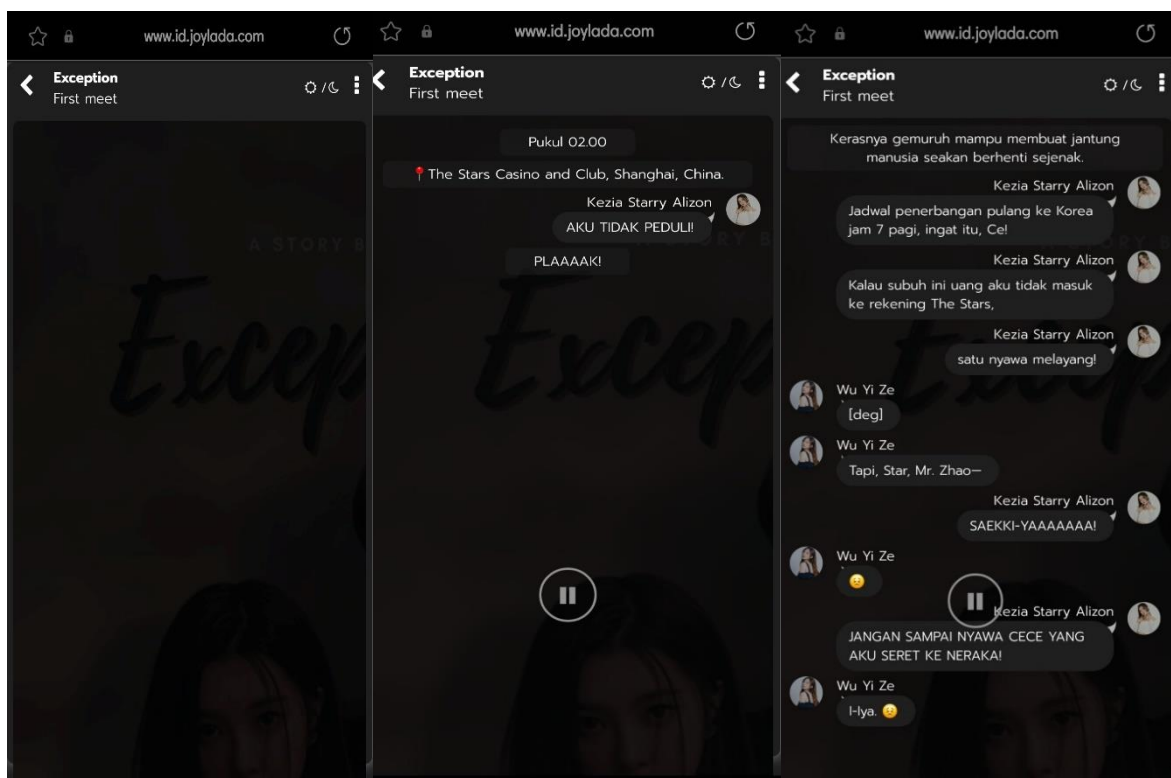 www.id.joylada.com
Exception
First meet
A STORY B
Excep
www.id.joylada.com
Exception
First meet
Pukul 02.00
The Stars Casino and Club, Shanghai, China.
Kezia Starry Alizon
AKU TIDAK PEDULI!
PLAAAAK!
Excep
www.id.joylada.com
Exception
First meet
Kerasnya gemuruh mampu membuat jantung
manusia seakan berhenti sejenak.
Kezia Starry Alizon
Jadwal penerbangan pulang ke Korea
jam 7 pagi, ingat itu, Ce!
Kezia Starry Alizon
Kalau subuh ini uang aku tidak masuk
ke rekening The Stars,
Kezia Starry Alizon
satu nyawa melayang!
Wu Yi Ze
[deg]
Wu Yi Ze
Tapi, Star, Mr. Zhao—
Kezia Starry Alizon
SAEKKI-YAAAAAAA!
Wu Yi Ze
Kezia Starry Alizon
JANGAN SAMPAI NYAWA CECE YANG
AKU SERET KE NERAKA!
Wu Yi Ze
I-Iya.